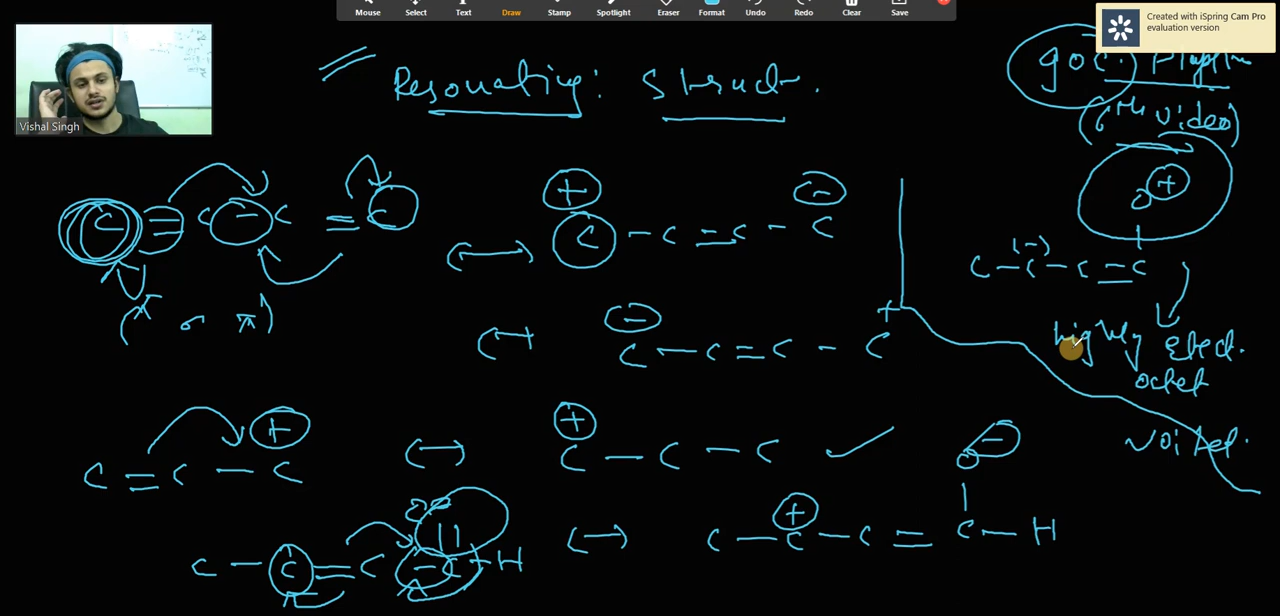 Mouse Select Text Draw Stamp Spotlight Eraser Format Undo Redo Clear Save
Created with iSpring Cam Pro
evaluation version
Vishal Singh
Resonating: Struct.
goc.
(6th video)
C = C - C = C ⟷ + C - C = C - C (-)
(π σ π)
⟷ (-) C - C = C - C +
O +
C - C (-) - C = C
highly Elect.
octet
C = C - C + ⟷ + C - C - C ✓
C - C = C - C - H ⟷ C - C + - C = C - H
O -